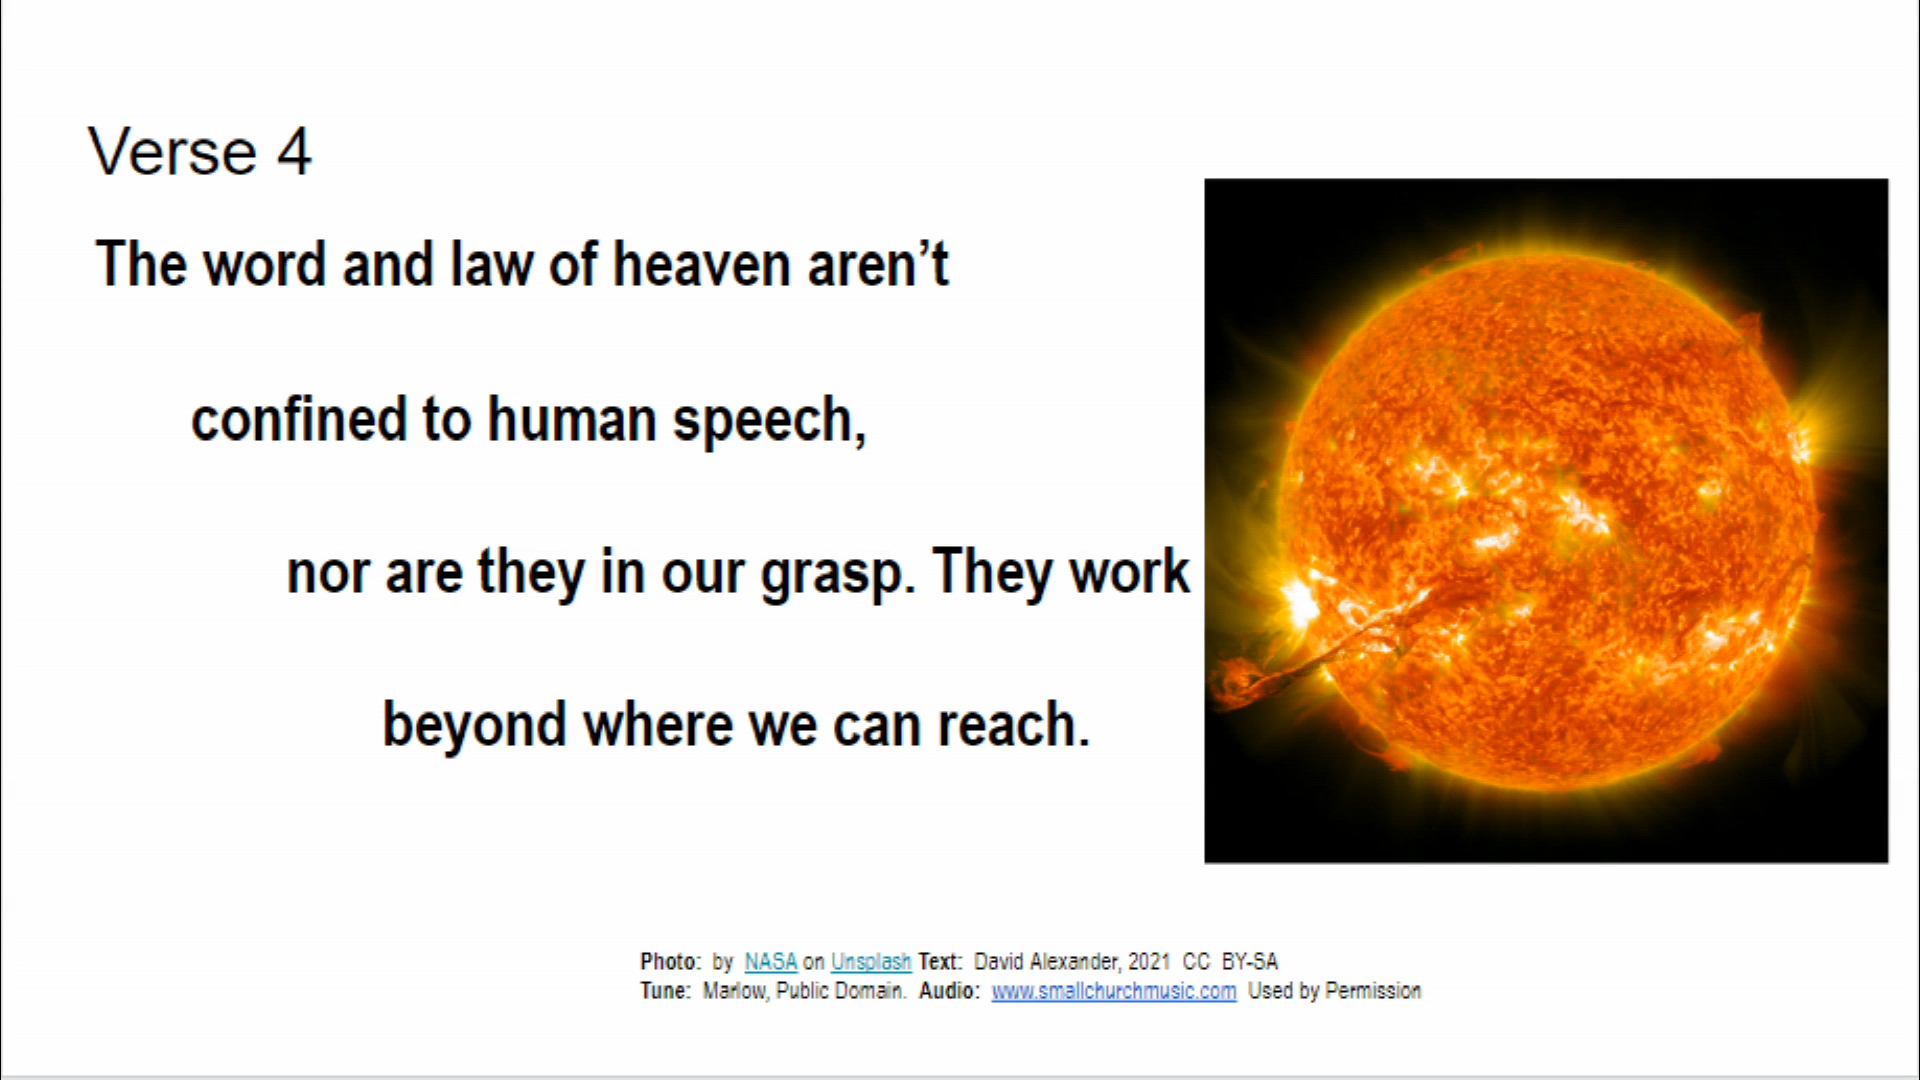 Verse 4
The word and law of heaven aren’t
confined to human speech,
nor are they in our grasp. They work
beyond where we can reach.
Photo: by NASA on Unsplash Text: David Alexander, 2021 CC BY-SA
Tune: Marlow, Public Domain. Audio: www.smallchurchmusic.com Used by Permission